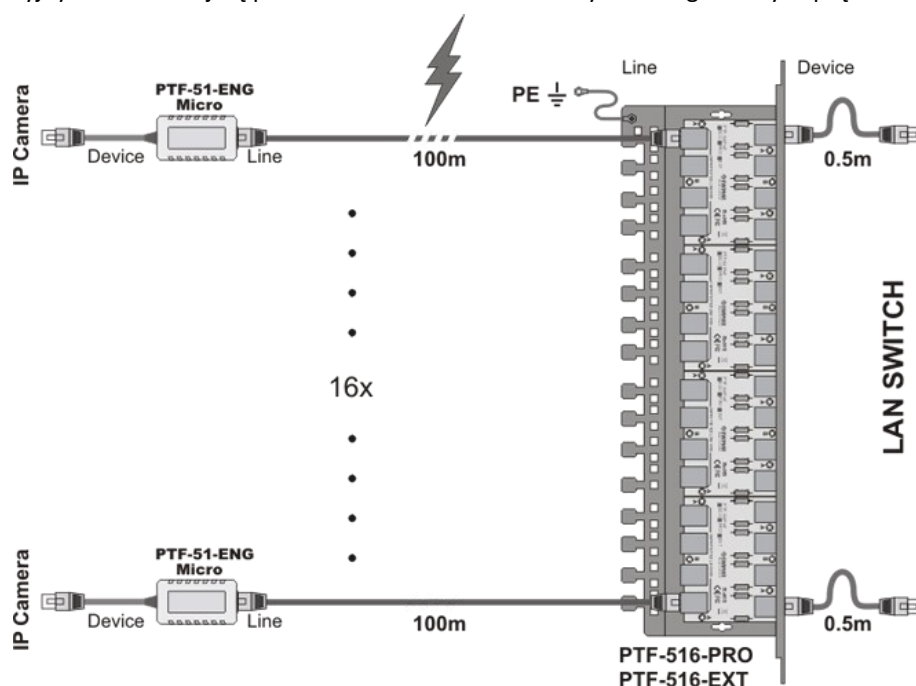 Line
Device
PTF-51-ENG
Micro
PE
IP Camera
Device
Line
100m
0.5m
16x
LAN SWITCH
PTF-51-ENG
Micro
IP Camera
Device
Line
100m
0.5m
PTF-516-PRO
PTF-516-EXT